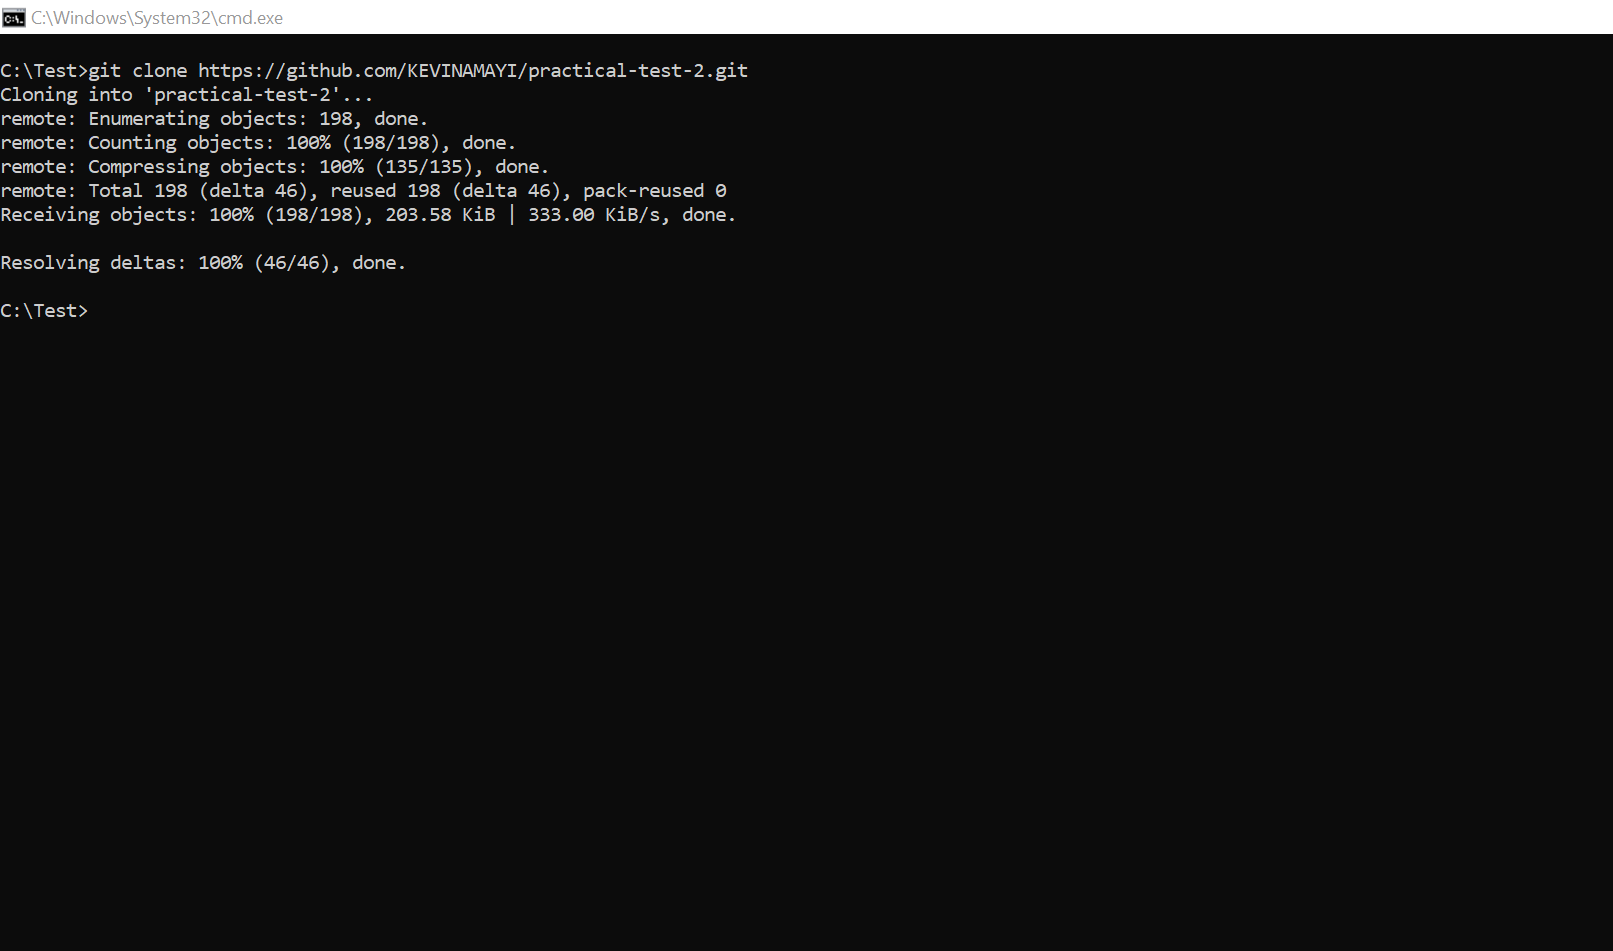 C:\Windows\System32\cmd.exe
C:\Test>git clone https://github.com/KEVINAMAYI/practical-test-2.git
Cloning into 'practical-test-2'...
remote: Enumerating objects: 198, done.
remote: Counting objects: 100% (198/198), done.
remote: Compressing objects: 100% (135/135), done.
remote: Total 198 (delta 46), reused 198 (delta 46), pack-reused 0
Receiving objects: 100% (198/198), 203.58 KiB | 333.00 KiB/s, done.
Resolving deltas: 100% (46/46), done.
C:\Test>